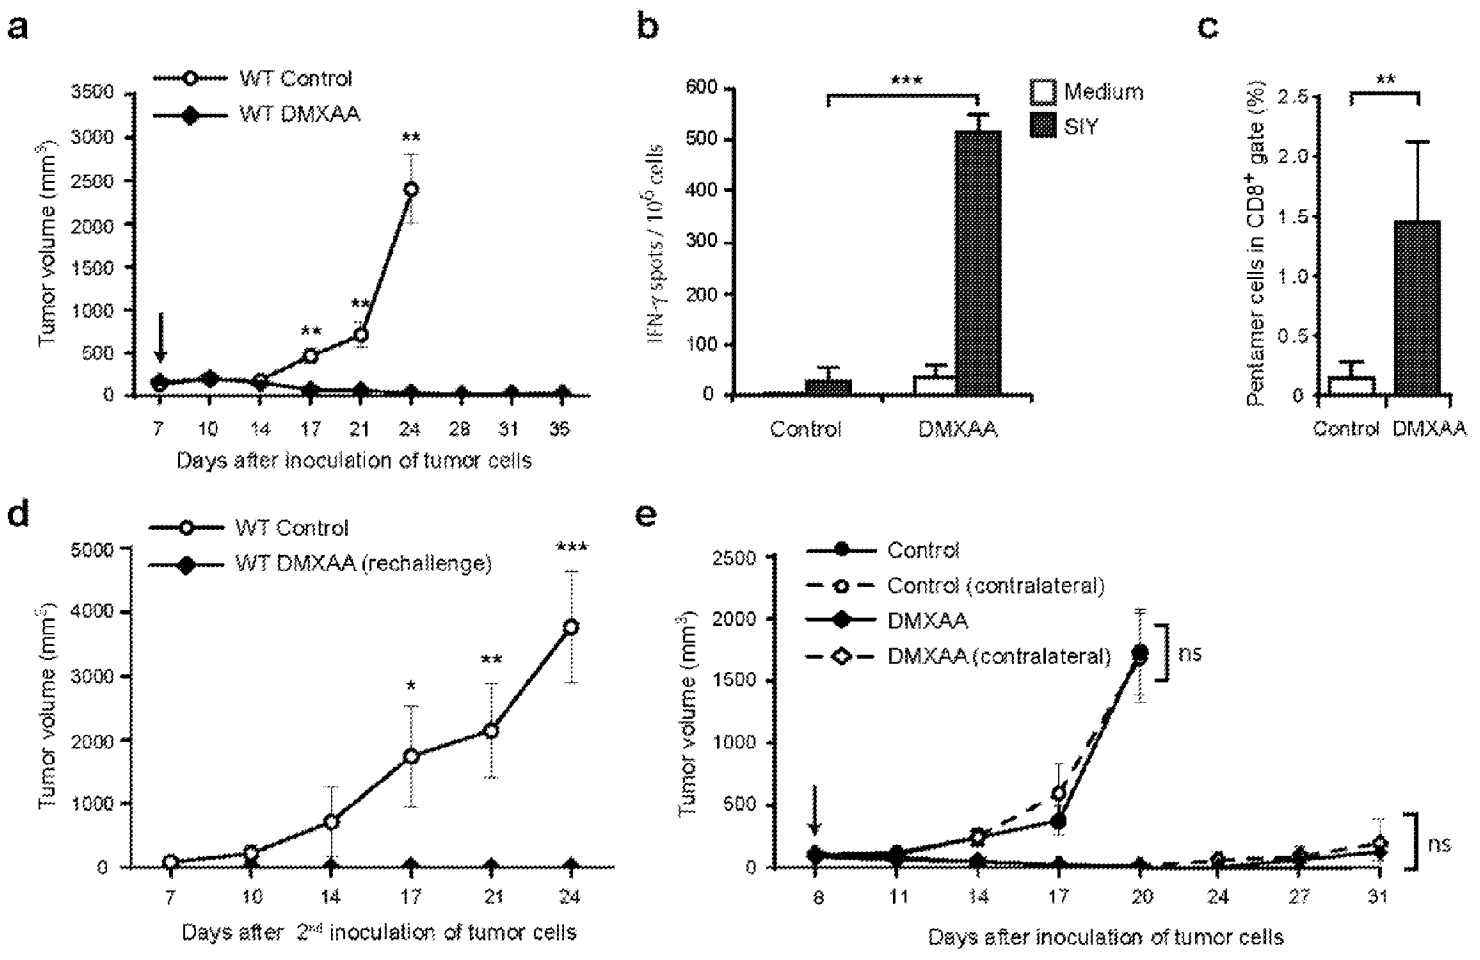 a
WT Control
WT DMXAA
3500
3000
2500
2000
1500
1000
500
0
Tumor volume (mm³)
**
**
**
7 10 14 17 21 24 28 31 35
Days after inoculation of tumor cells
b
600
500
400
300
200
100
0
IFN-γ spots / 10⁶ cells
***
Medium
SIY
Control DMXAA
c
2.5
2.0
1.5
1.0
0.5
0
Pentamer cells in CD8⁺ gate (%)
**
Control DMXAA
d
WT Control
WT DMXAA (rechallenge)
5000
4000
3000
2000
1000
0
Tumor volume (mm³)
*
**
***
7 10 14 17 21 24
Days after 2ⁿᵈ inoculation of tumor cells
e
Control
Control (contralateral)
DMXAA
DMXAA (contralateral)
2500
2000
1500
1000
500
0
Tumor volume (mm³)
ns
ns
8 11 14 17 20 24 27 31
Days after inoculation of tumor cells